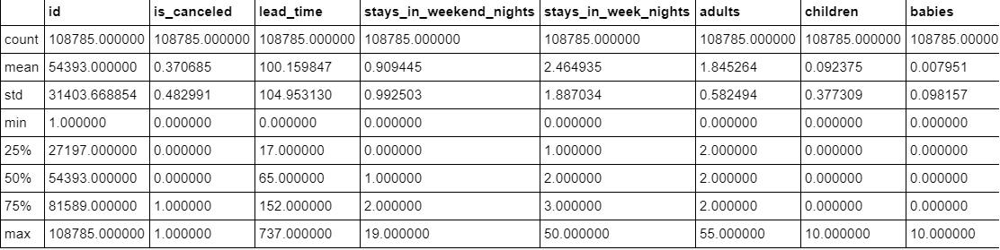 id is_canceled lead_time stays_in_weekend_nights stays_in_week_nights adults children babies
count 108785.000000 108785.000000 108785.000000 108785.000000 108785.000000 108785.000000 108785.000000 108785.00000
mean 54393.000000 0.370685 100.159847 0.909445 2.464935 1.845264 0.092375 0.007951
std 31403.668854 0.482991 104.953130 0.992503 1.887034 0.582494 0.377309 0.098157
min 1.000000 0.000000 0.000000 0.000000 0.000000 0.000000 0.000000 0.000000
25% 27197.000000 0.000000 17.000000 0.000000 1.000000 2.000000 0.000000 0.000000
50% 54393.000000 0.000000 65.000000 1.000000 2.000000 2.000000 0.000000 0.000000
75% 81589.000000 1.000000 152.000000 2.000000 3.000000 2.000000 0.000000 0.000000
max 108785.000000 1.000000 737.000000 19.000000 50.000000 55.000000 10.000000 10.000000